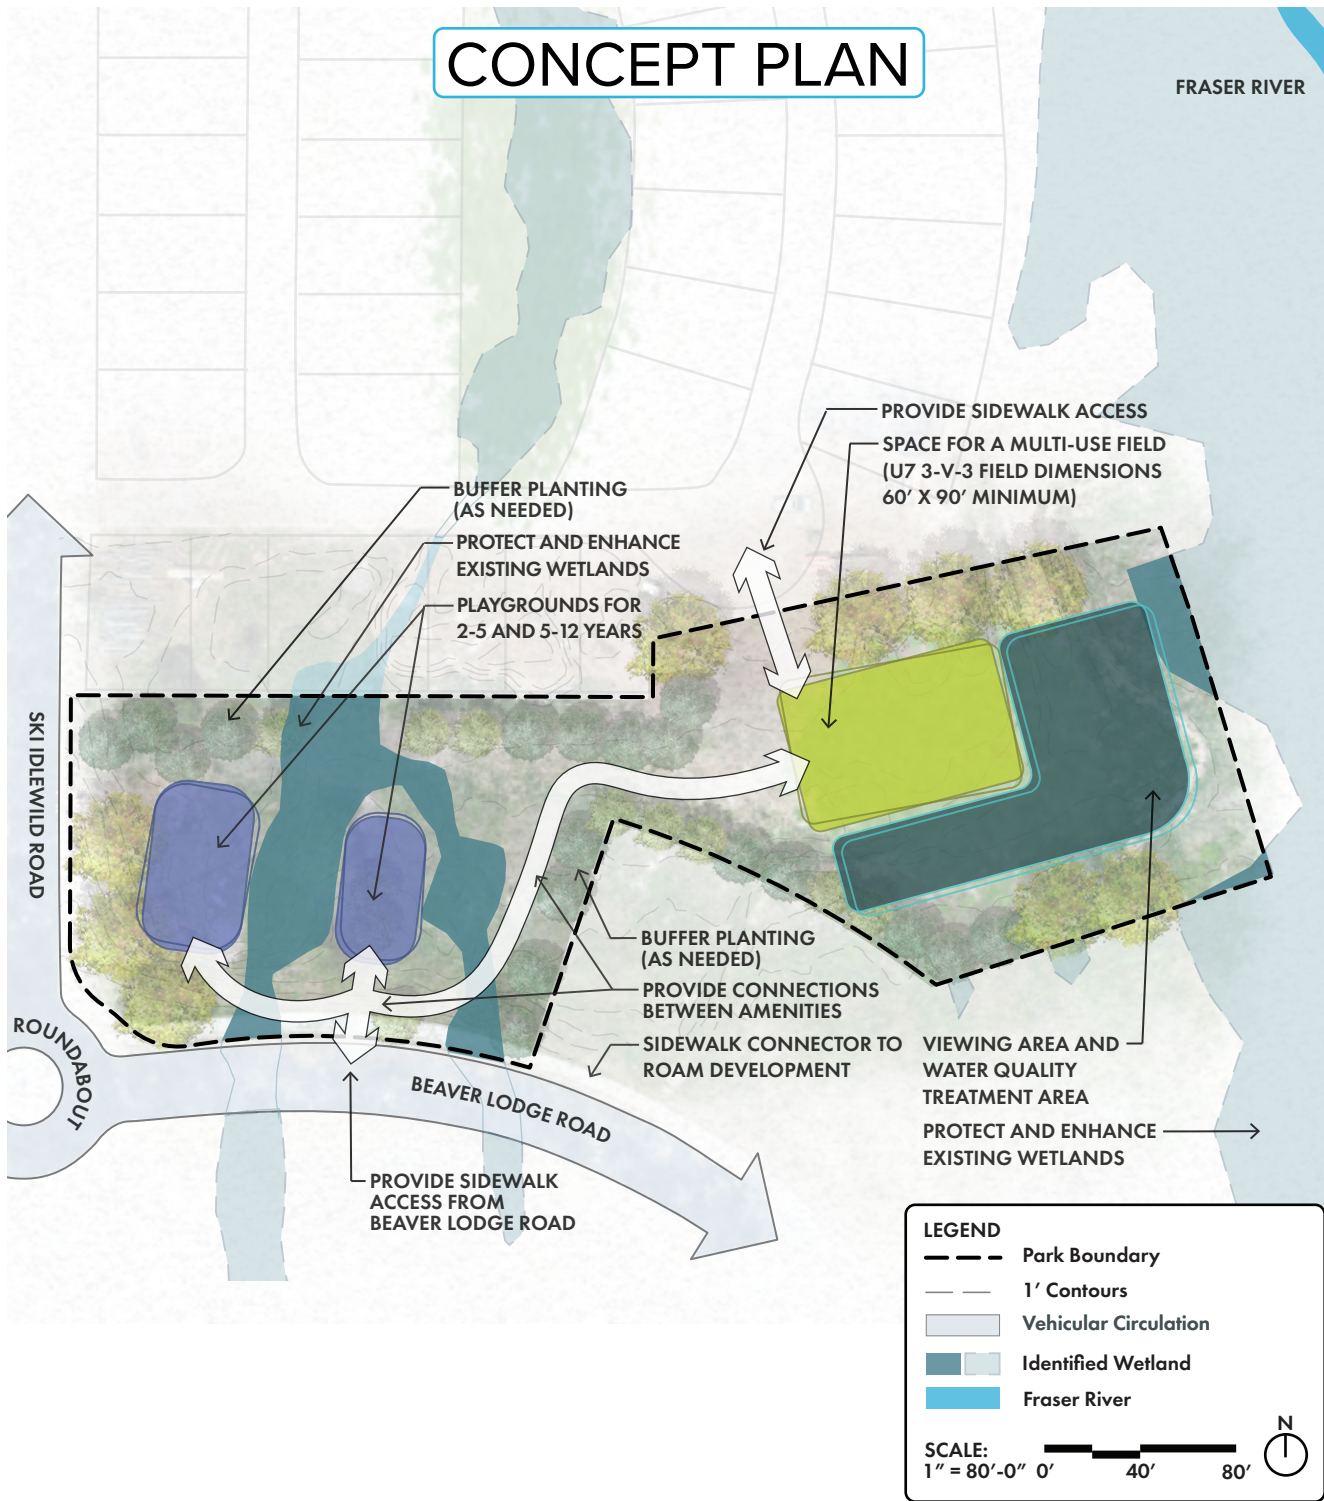 CONCEPT PLAN
FRASER RIVER
PROVIDE SIDEWALK ACCESS
SPACE FOR A MULTI-USE FIELD
(U7 3-V-3 FIELD DIMENSIONS
60' X 90' MINIMUM)
BUFFER PLANTING
(AS NEEDED)
PROTECT AND ENHANCE
EXISTING WETLANDS
PLAYGROUNDS FOR
2-5 AND 5-12 YEARS
SKI IDLEWILD ROAD
BUFFER PLANTING
(AS NEEDED)
PROVIDE CONNECTIONS
BETWEEN AMENITIES
SIDEWALK CONNECTOR TO
ROAM DEVELOPMENT
VIEWING AREA AND
WATER QUALITY
TREATMENT AREA
PROTECT AND ENHANCE
EXISTING WETLANDS
ROUNDABOUT
BEAVER LODGE ROAD
PROVIDE SIDEWALK
ACCESS FROM
BEAVER LODGE ROAD
LEGEND
Park Boundary
1' Contours
Vehicular Circulation
Identified Wetland
Fraser River
N
SCALE:
1" = 80'-0" 0' 40' 80'